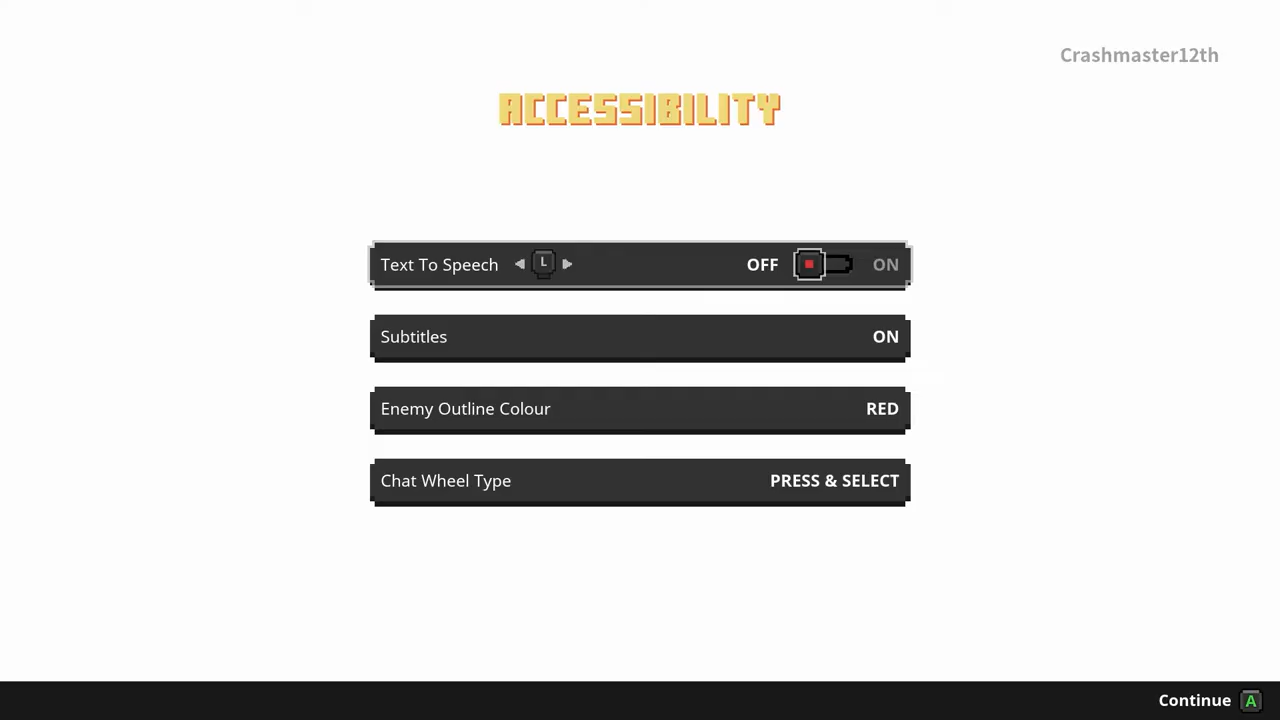 Crashmaster12th
ACCESSIBILITY
Text To Speech L OFF ON
Subtitles ON
Enemy Outline Colour RED
Chat Wheel Type PRESS & SELECT
Continue A